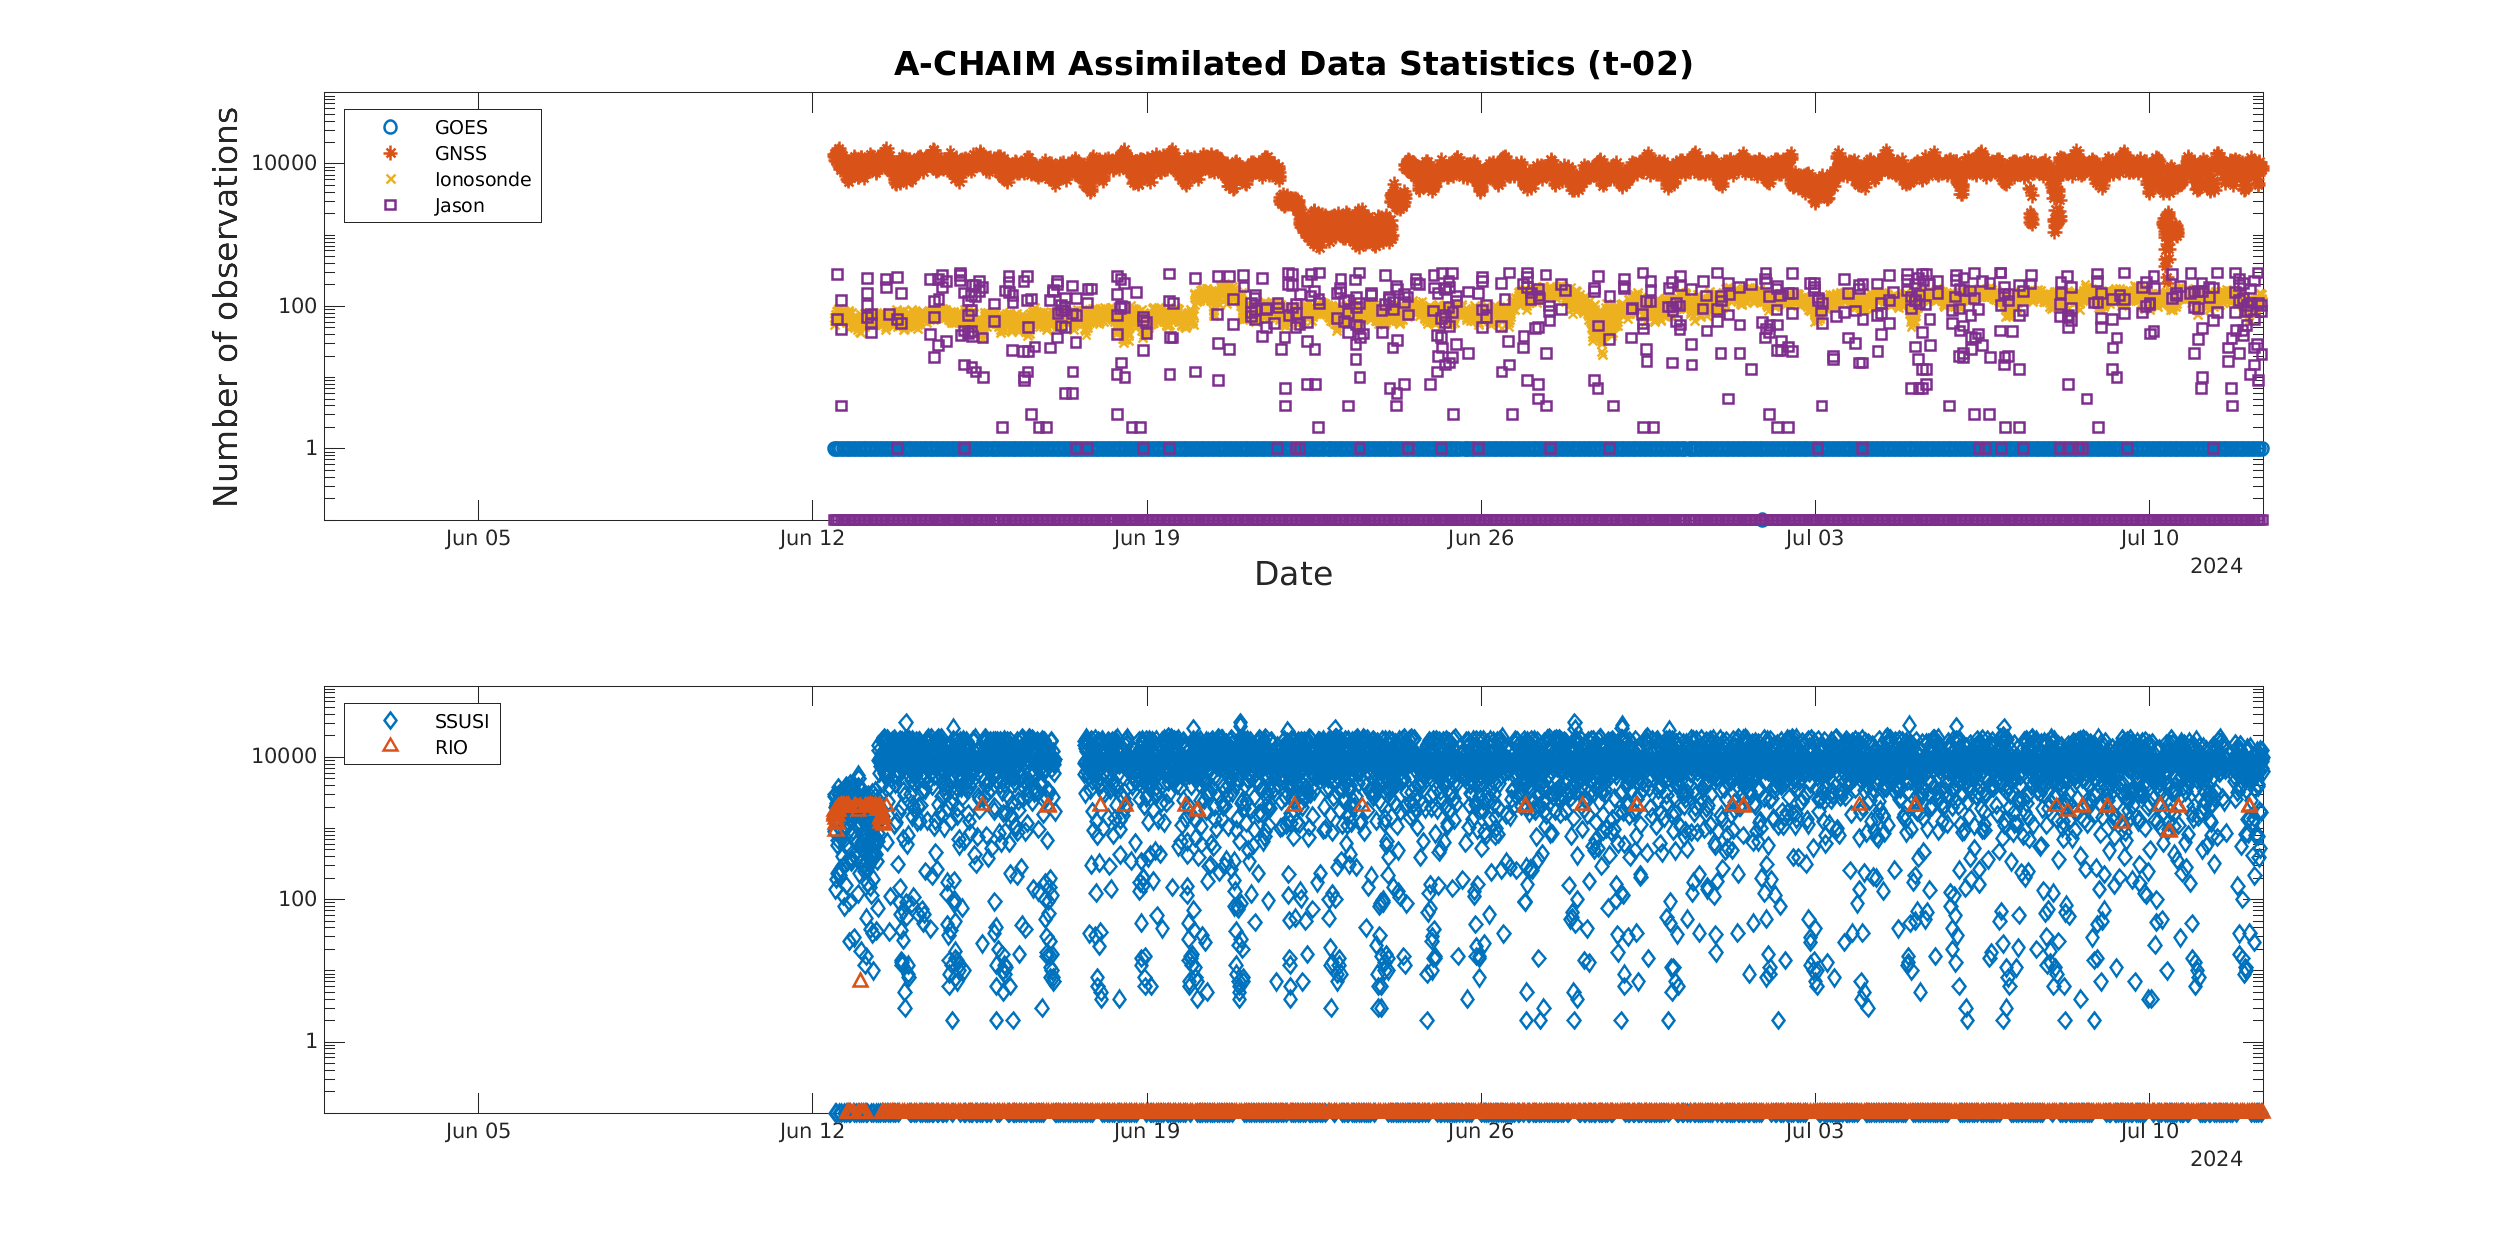 A-CHAIM Assimilated Data Statistics (t-02)
Number of observations
10000
100
1
GOES
GNSS
Ionosonde
Jason
Jun 05
Jun 12
Jun 19
Jun 26
Jul 03
Jul 10
2024
Date
10000
100
1
SSUSI
RIO
Jun 05
Jun 12
Jun 19
Jun 26
Jul 03
Jul 10
2024